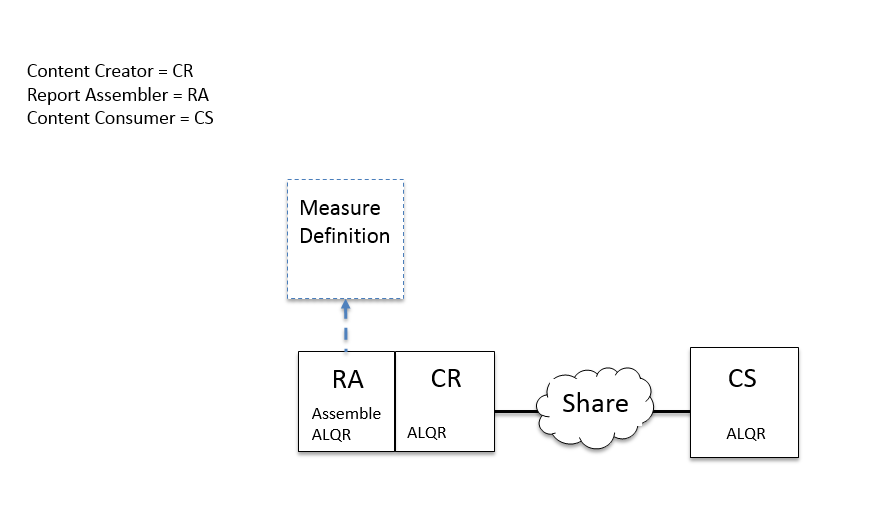 Content Creator = CR
Report Assembler = RA
Content Consumer = CS
Measure
Definition
RA
Assemble
ALQR
CR
ALQR
Share
CS
ALQR